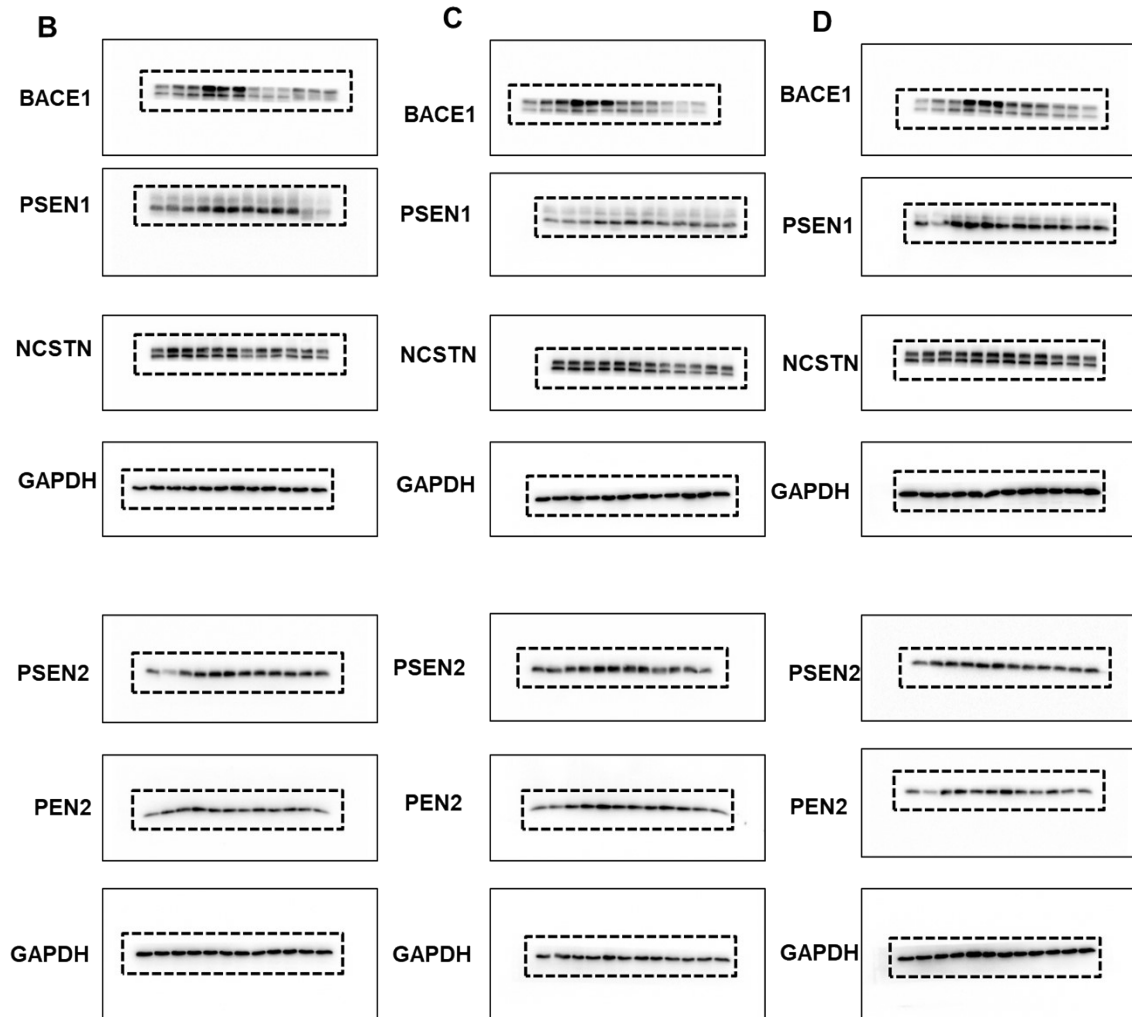 B
C
D
BACE1
BACE1
BACE1
PSEN1
PSEN1
PSEN1
NCSTN
NCSTN
NCSTN
GAPDH
GAPDH
GAPDH
PSEN2
PSEN2
PSEN2
PEN2
PEN2
PEN2
GAPDH
GAPDH
GAPDH